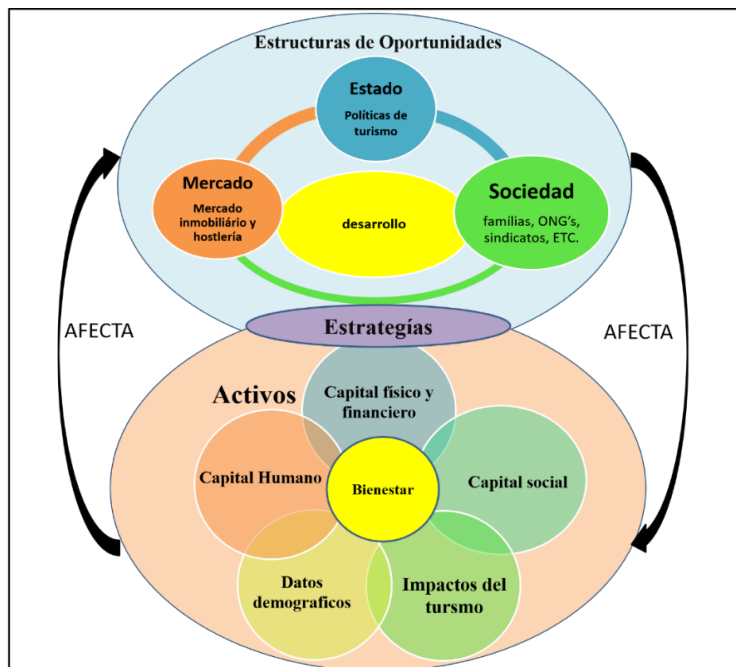 Estructuras de Oportunidades
Estado
Políticas de
turismo
Mercado
Mercado
inmobiliário y
hostlería
Sociedad
famílias, ONG's,
sindicatos, ETC.
desarrollo
AFECTA
AFECTA
Estrategías
Activos
Capital físico y
financiero
Capital Humano
Bienestar
Capital social
Datos
demograficos
Impactos del
tursmo